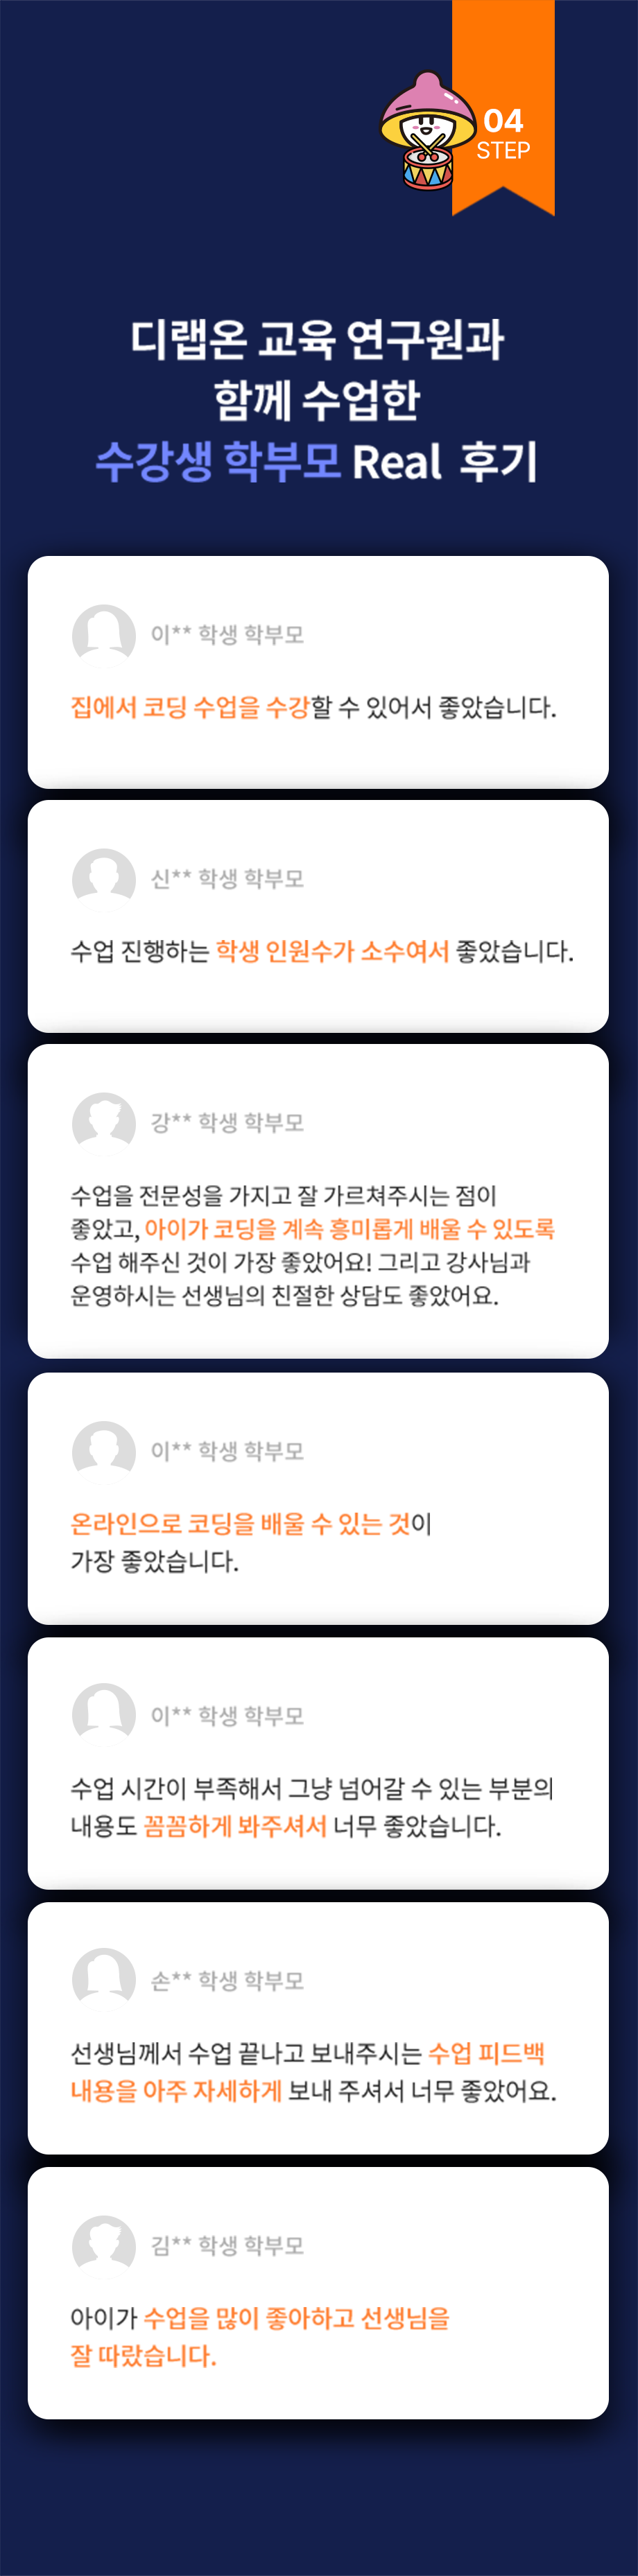 04
STEP
디랩온 교육 연구원과
함께 수업한
수강생 학부모 Real 후기
이** 학생 학부모
집에서 코딩 수업을 수강할 수 있어서 좋았습니다.
신** 학생 학부모
수업 진행하는 학생 인원수가 소수여서 좋았습니다.
강** 학생 학부모
수업을 전문성을 가지고 잘 가르쳐주시는 점이
좋았고, 아이가 코딩을 계속 흥미롭게 배울 수 있도록
수업 해주신 것이 가장 좋았어요! 그리고 강사님과
운영하시는 선생님의 친절한 상담도 좋았어요.
이** 학생 학부모
온라인으로 코딩을 배울 수 있는 것이
가장 좋았습니다.
이** 학생 학부모
수업 시간이 부족해서 그냥 넘어갈 수 있는 부분의
내용도 꼼꼼하게 봐주셔서 너무 좋았습니다.
손** 학생 학부모
선생님께서 수업 끝나고 보내주시는 수업 피드백
내용을 아주 자세하게 보내 주셔서 너무 좋았어요.
김** 학생 학부모
아이가 수업을 많이 좋아하고 선생님을
잘 따랐습니다.